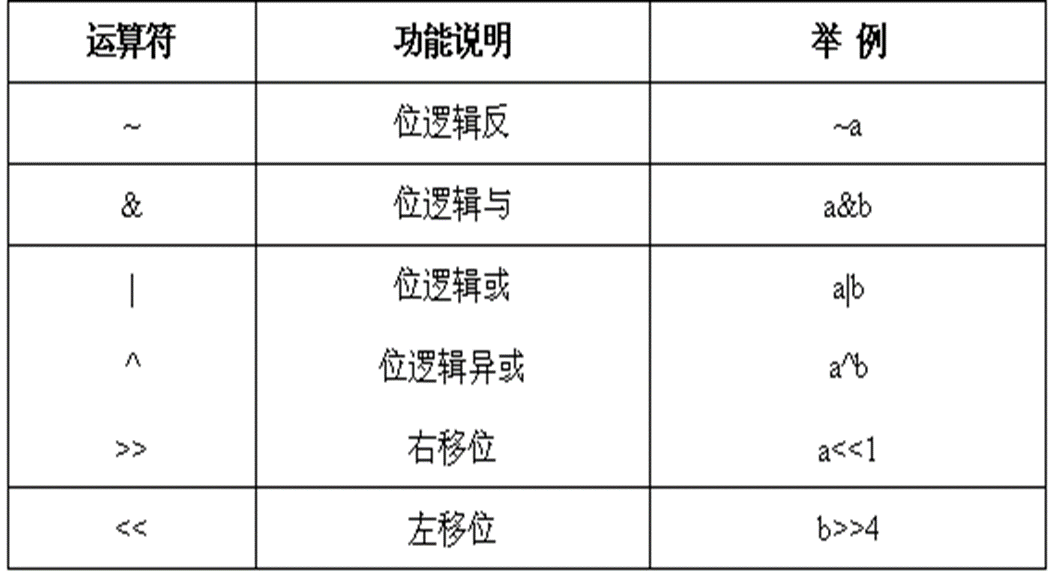 运算符 功能说明 举 例
~ 位逻辑反 ~a
& 位逻辑与 a&b
| 位逻辑或 a|b
^ 位逻辑异或 a^b
>> 右移位 a<<1
<< 左移位 b>>4